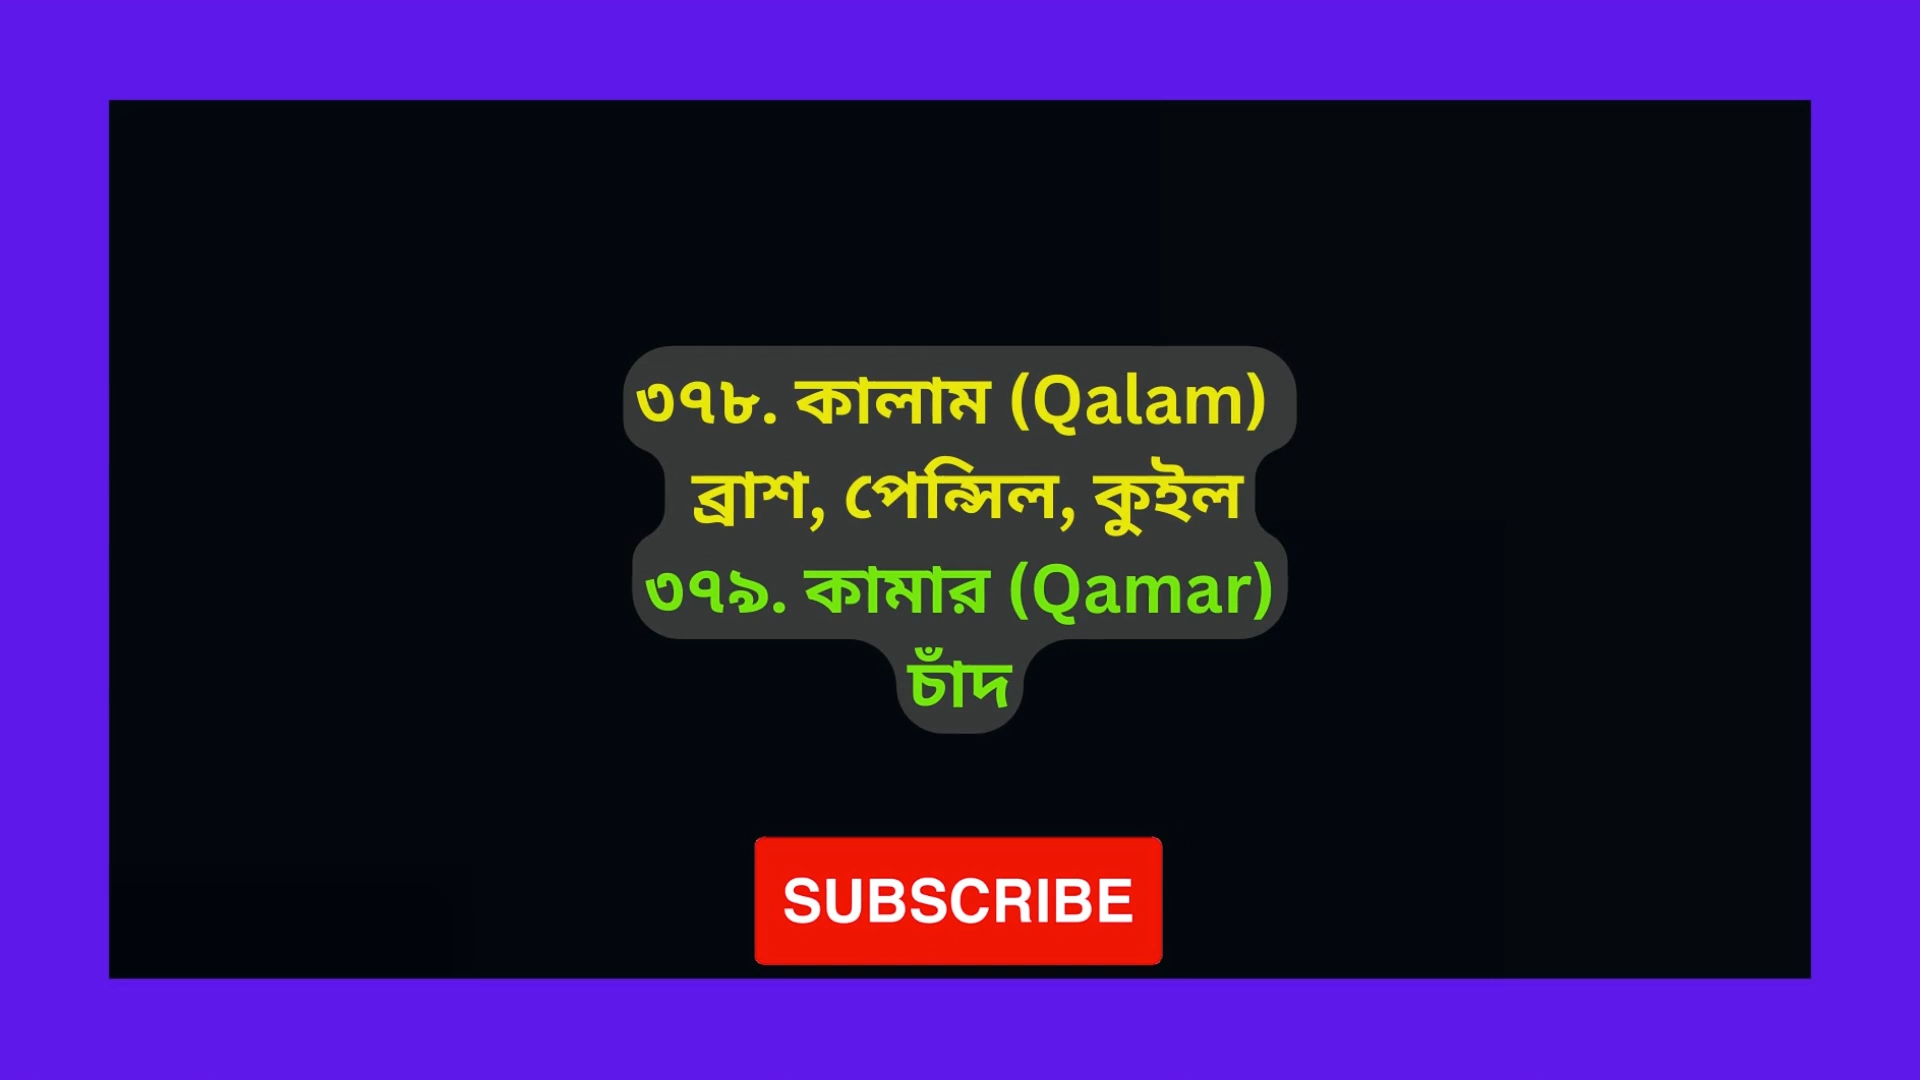 ৩৭৮. কালাম (Qalam)
ব্রাশ, পেন্সিল, কুইল
৩৭৯. কামার (Qamar)
চাঁদ
SUBSCRIBE